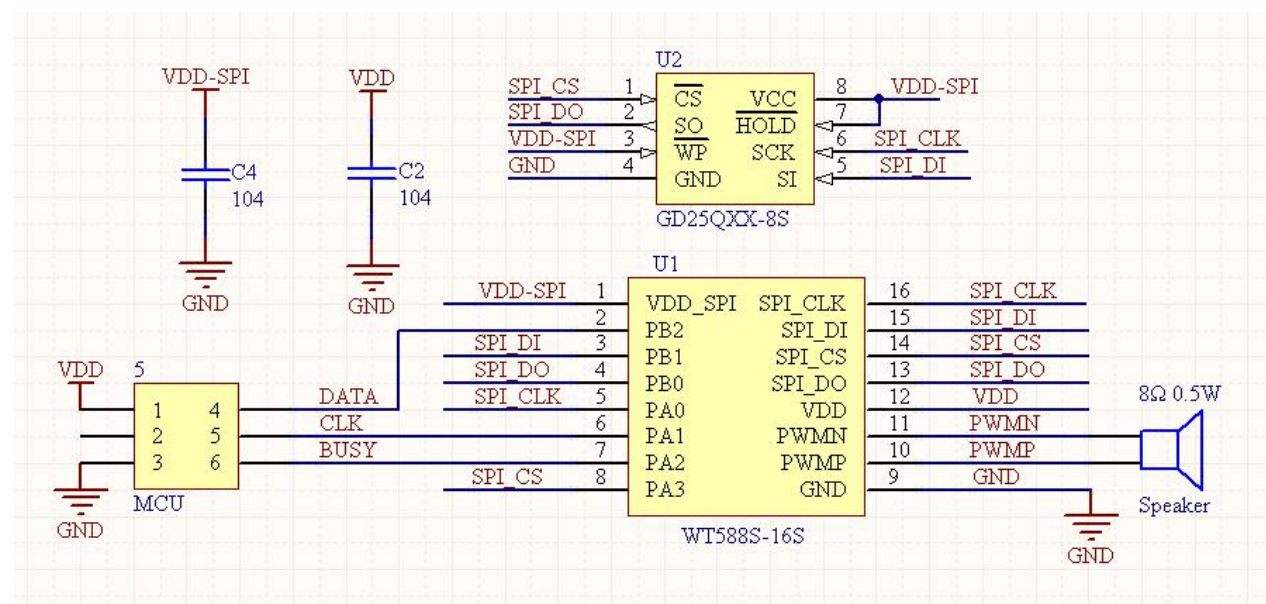 VDD-SPI
C4
104
GND
VDD
C2
104
GND
U2
SPI_CS 1 CS VCC 8 VDD-SPI
SPI_DO 2 SO HOLD 7
VDD-SPI 3 WP SCK 6 SPI_CLK
GND 4 GND SI 5 SPI_DI
GD25QXX-8S
U1
VDD-SPI 1 VDD_SPI SPI_CLK 16 SPI_CLK
2 PB2 SPI_DI 15 SPI_DI
SPI_DI 3 PB1 SPI_CS 14 SPI_CS
SPI_DO 4 PB0 SPI_DO 13 SPI_DO
SPI_CLK 5 PA0 VDD 12 VDD
6 PA1 PWMN 11 PWMN
7 PA2 PWMP 10 PWMP
SPI_CS 8 PA3 GND 9 GND
WT588S-16S
VDD
5
1 4 DATA
2 5 CLK
3 6 BUSY
MCU
GND
8Ω 0.5W
Speaker
GND